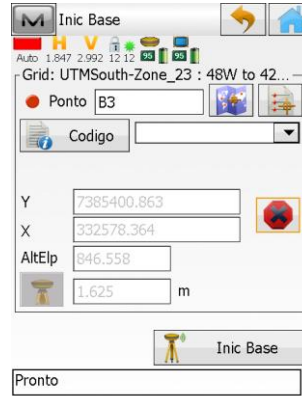 Inic Base
H V
Auto 1.847 2.992 12 12 95 95
Grid: UTMSouth-Zone_23 : 48W to 42...
Ponto B3
Codigo
Y 7385400.863
X 332578.364
AltElp 846.558
1.625 m
Inic Base
Pronto